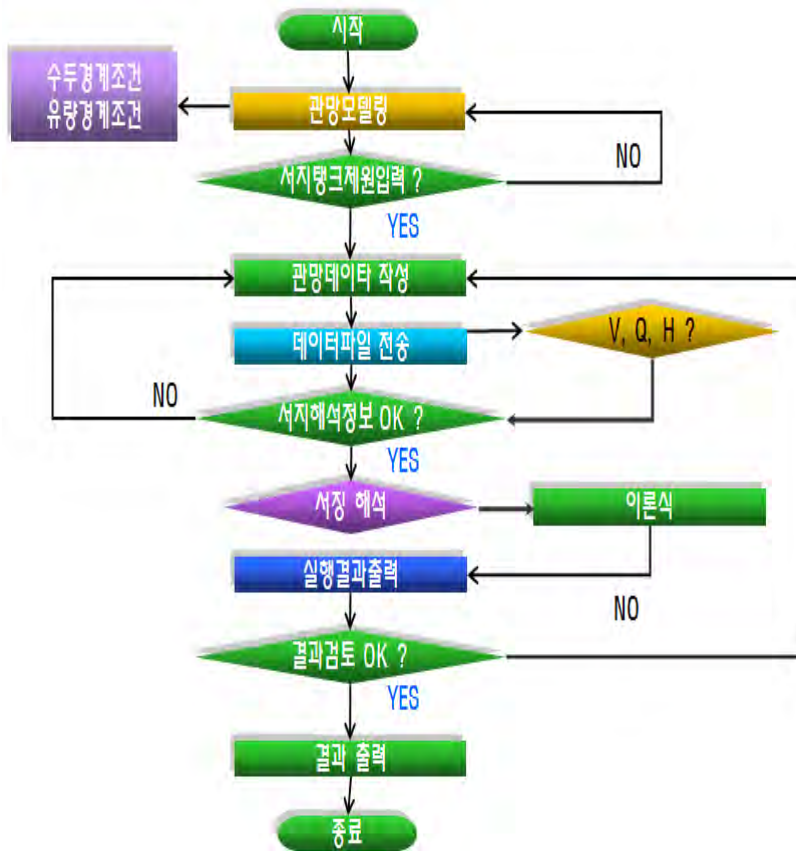 시작
수두경계조건
유량경계조건
관망모델링
NO
서지탱크제원입력 ?
YES
관망데이타 작성
데이터파일 전송
V, Q, H ?
NO
서지해석정보 OK ?
YES
서징 해석
이론식
실행결과출력
NO
결과검토 OK ?
YES
결과 출력
종료